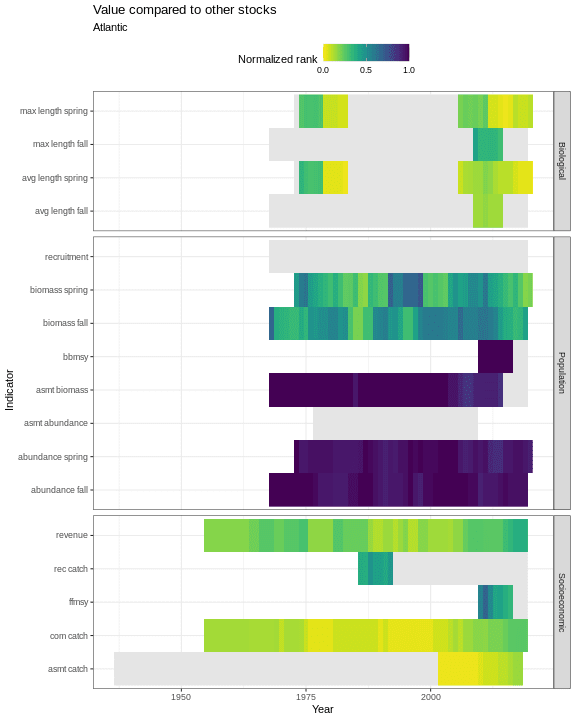 Value compared to other stocks
Atlantic
Normalized rank
0.0 0.5 1.0
Indicator
max length spring
max length fall
avg length spring
avg length fall
Biological
recruitment
biomass spring
biomass fall
bbmsy
asmt biomass
asmt abundance
abundance spring
abundance fall
Population
revenue
rec catch
ffmsy
com catch
asmt catch
Socioeconomic
1950 1975 2000
Year